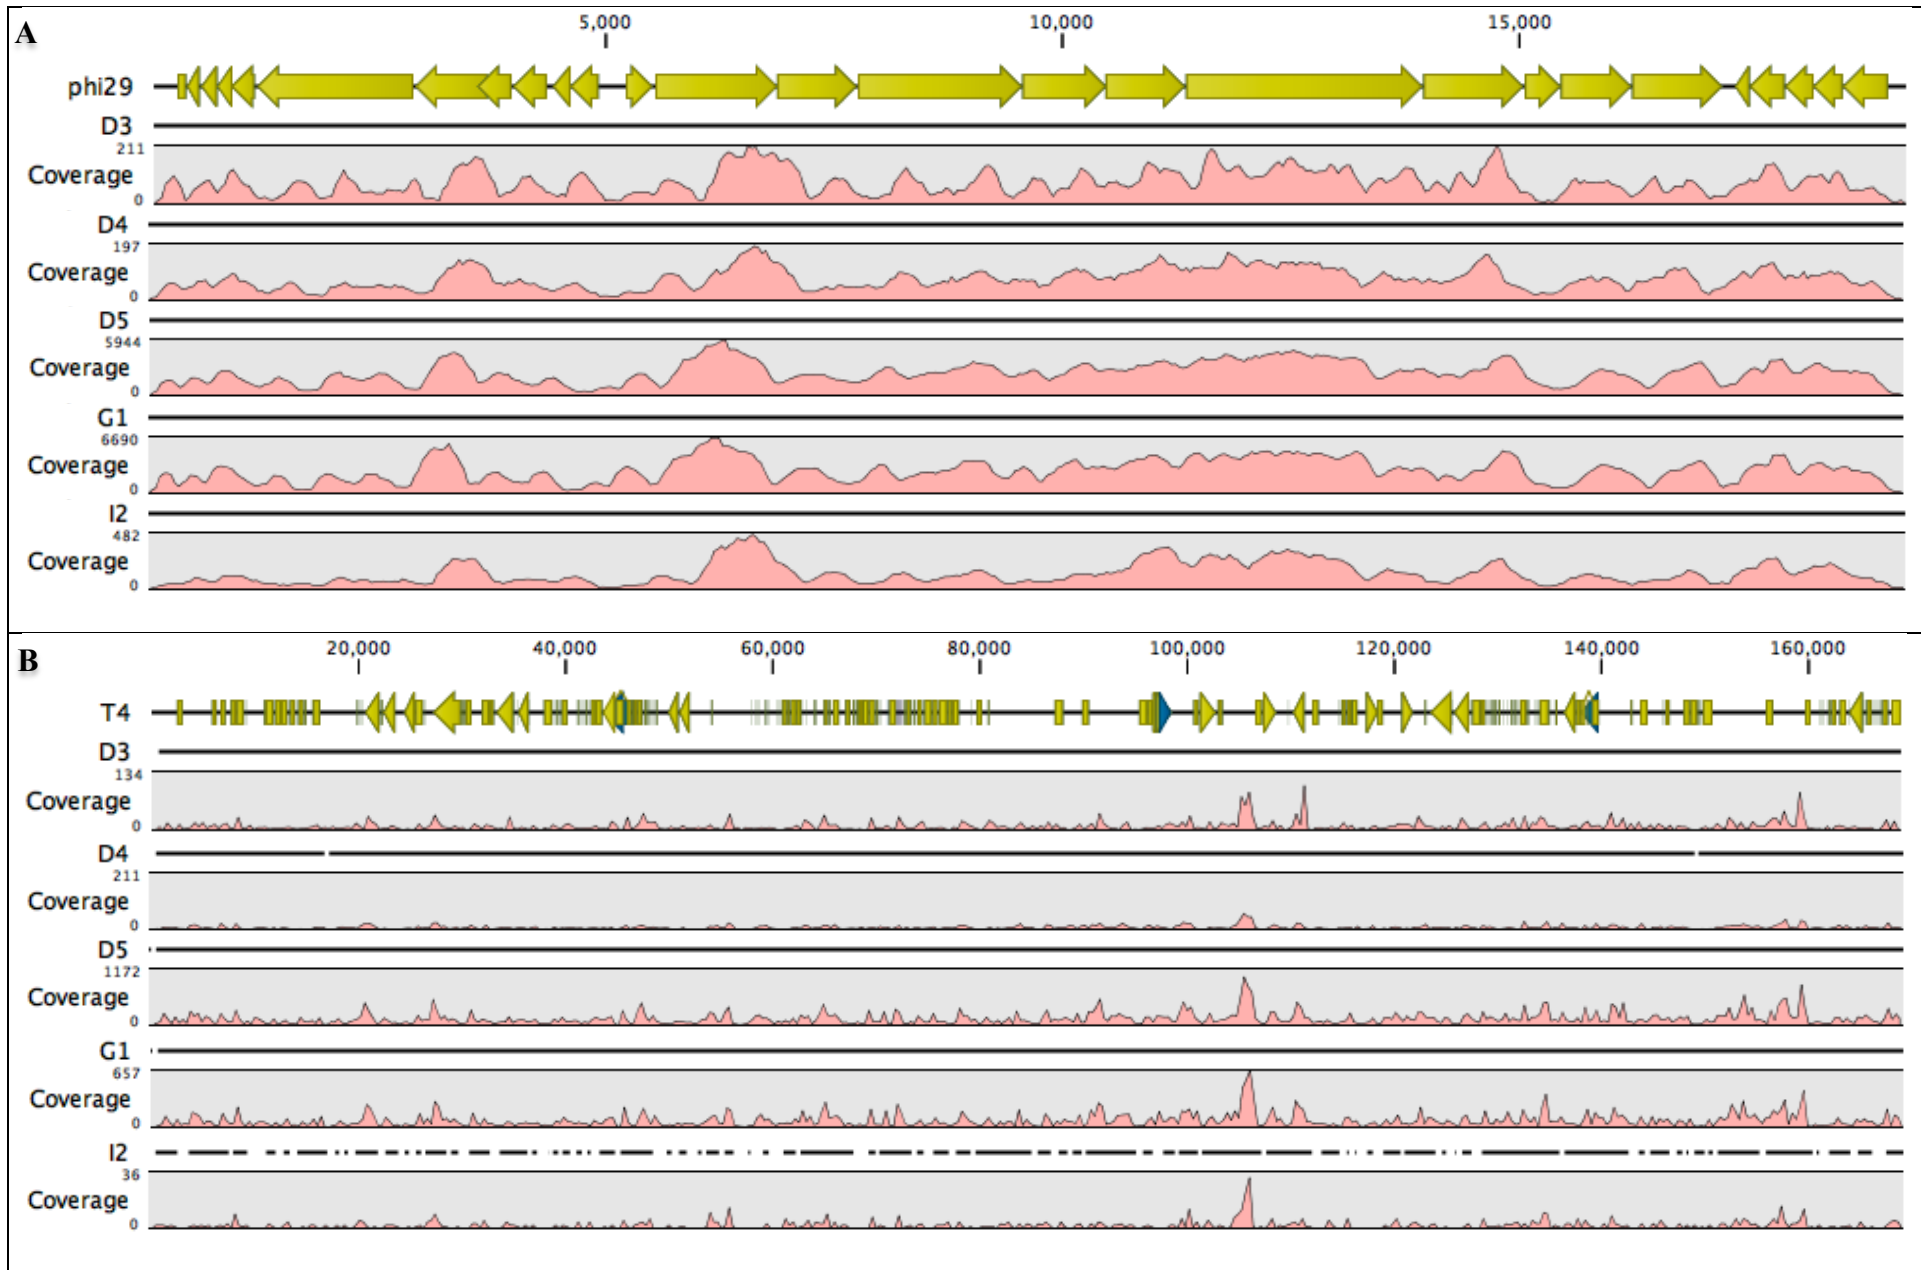 A
5,000 10,000 15,000
phi29
D3
211
Coverage
0
D4
197
Coverage
0
D5
5944
Coverage
0
G1
6690
Coverage
0
I2
482
Coverage
0
B
20,000 40,000 60,000 80,000 100,000 120,000 140,000 160,000
T4
D3
134
Coverage
0
D4
211
Coverage
0
D5
1172
Coverage
0
G1
657
Coverage
0
I2
36
Coverage
0